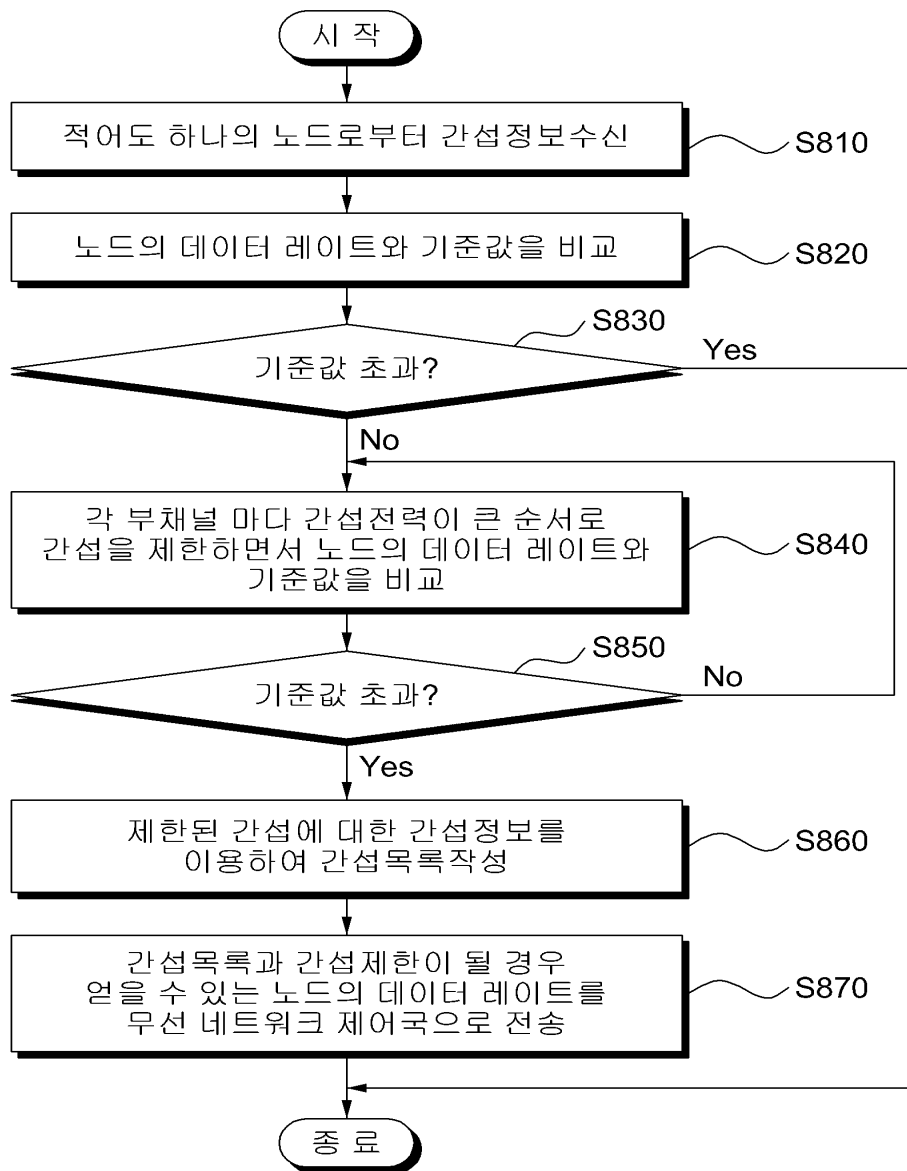 시 작
적어도 하나의 노드로부터 간섭정보수신
S810
노드의 데이터 레이트와 기준값을 비교
S820
S830
기준값 초과?
Yes
No
각 부채널 마다 간섭전력이 큰 순서로
간섭을 제한하면서 노드의 데이터 레이트와
기준값을 비교
S840
S850
기준값 초과?
No
Yes
제한된 간섭에 대한 간섭정보를
이용하여 간섭목록작성
S860
간섭목록과 간섭제한이 될 경우
얻을 수 있는 노드의 데이터 레이트를
무선 네트워크 제어국으로 전송
S870
종 료